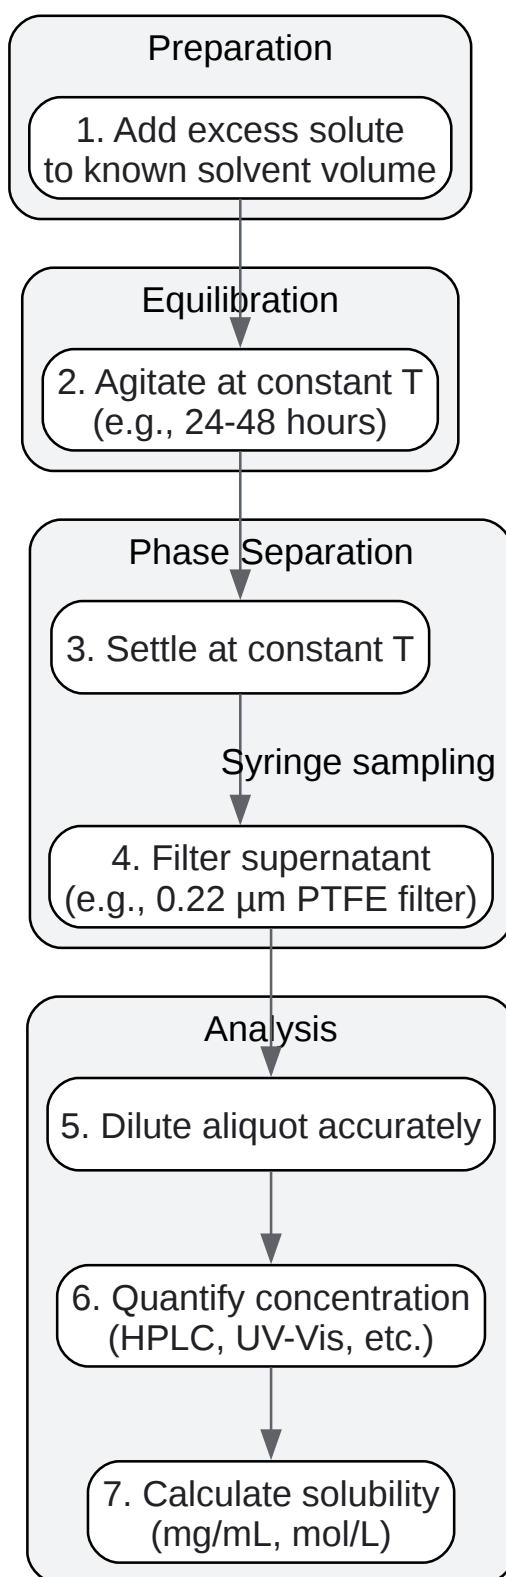 Preparation
1. Add excess solute
to known solvent volume
Equilibration
2. Agitate at constant T
(e.g., 24-48 hours)
Phase Separation
3. Settle at constant T
Syringe sampling
4. Filter supernatant
(e.g., 0.22 µm PTFE filter)
Analysis
5. Dilute aliquot accurately
6. Quantify concentration
(HPLC, UV-Vis, etc.)
7. Calculate solubility
(mg/mL, mol/L)